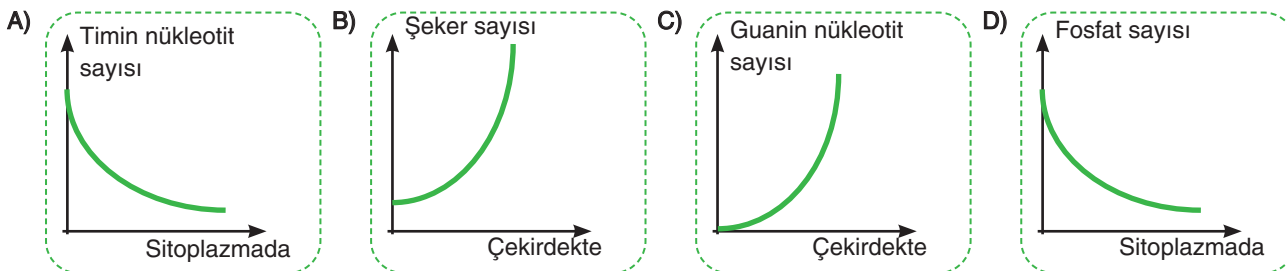 A) Timin nükleotit
sayısı
Sitoplazmada
B) Şeker sayısı
Çekirdekte
C) Guanin nükleotit
sayısı
Çekirdekte
D) Fosfat sayısı
Sitoplazmada